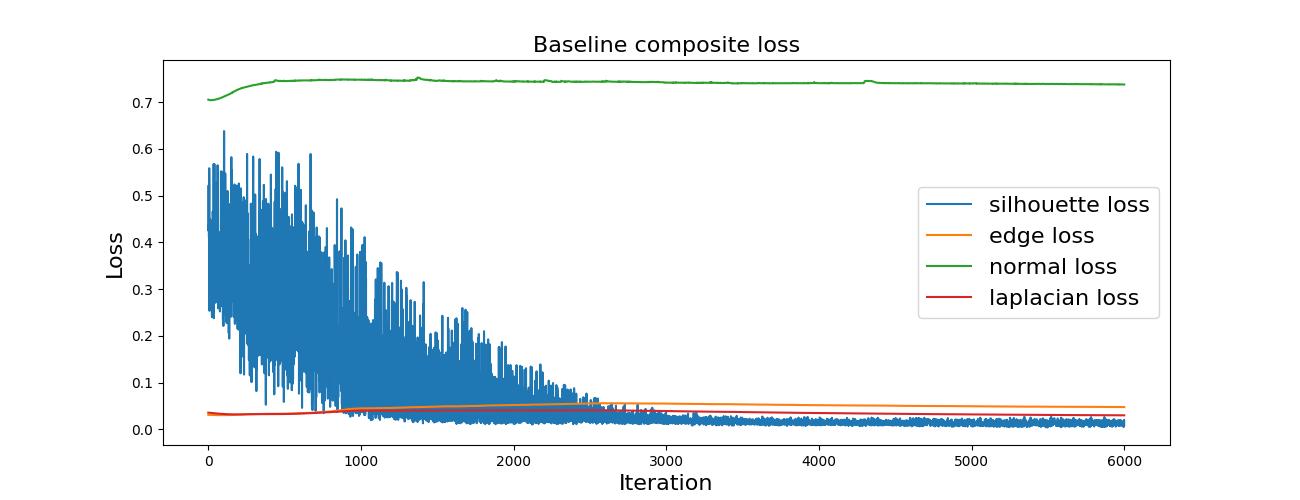 Baseline composite loss
Loss
0.7
0.6
0.5
0.4
0.3
0.2
0.1
0.0
silhouette loss
edge loss
normal loss
laplacian loss
0 1000 2000 3000 4000 5000 6000
Iteration